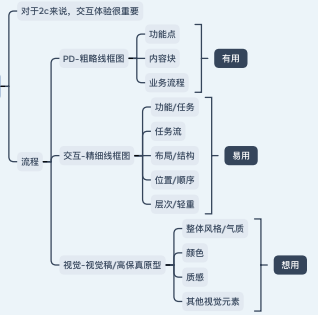 对于2c来说，交互体验很重要
流程
PD-粗略线框图
功能点
内容块
业务流程
有用
交互-精细线框图
功能/任务
任务流
布局/结构
位置/顺序
层次/轻重
易用
视觉-视觉稿/高保真原型
整体风格/气质
颜色
质感
其他视觉元素
想用